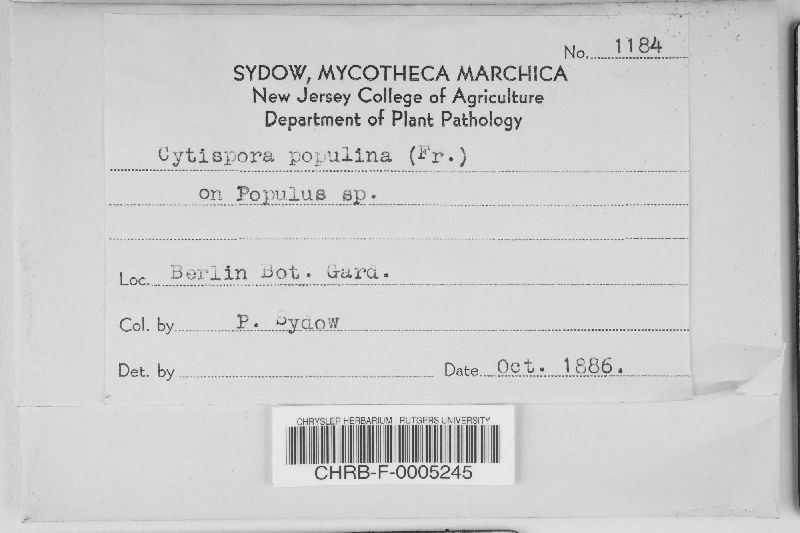 No. 1184
SYDOW, MYCOTHECA MARCHICA
New Jersey College of Agriculture
Department of Plant Pathology
Cytispora populina (Fr.)
on Populus sp.
Loc. Berlin Bot. Gard.
Col. by P. Sydow
Det. by Date Oct. 1886.
CHRYSLER HERBARIUM - RUTGERS UNIVERSITY
CHRB-F-0005245